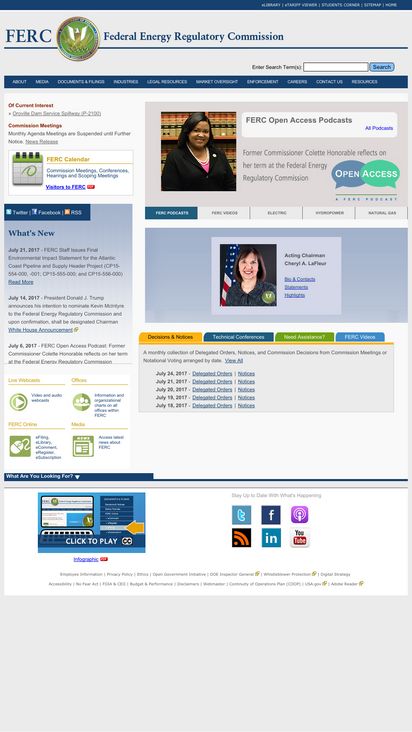 eLIBRARY | eTARIFF VIEWER | STUDENTS CORNER | SITEMAP | HOME
FERC Federal Energy Regulatory Commission
Enter Search Term(s): Search
ABOUT MEDIA DOCUMENTS & FILINGS INDUSTRIES LEGAL RESOURCES MARKET OVERSIGHT ENFORCEMENT CAREERS CONTACT US RESOURCES
Of Current Interest
» Oroville Dam Service Spillway (P-2100)
Commission Meetings
Monthly Agenda Meetings are Suspended until Further
Notice. News Release
FERC Calendar
Commission Meetings, Conferences,
Hearings and Scoping Meetings
Visitors to FERC PDF
Twitter | Facebook | RSS
What's New
July 21, 2017 - FERC Staff Issues Final
Environmental Impact Statement for the Atlantic
Coast Pipeline and Supply Header Project (CP15-
554-000, -001; CP15-555-000; and CP15-556-000)
Read More
July 14, 2017 - President Donald J. Trump
announces his intention to nominate Kevin McIntyre
to the Federal Energy Regulatory Commission and
upon confirmation, shall be designated Chairman
White House Announcement
July 6, 2017 - FERC Open Access Podcast: Former
Commissioner Colette Honorable reflects on her term
at the Federal Energy Regulatory Commission
Live Webcasts
Video and audio
webcasts
Offices
Information and
organizational
charts on all
offices within
FERC
FERC Online
eFiling,
eLibrary,
eComment,
eRegister,
eSubscription
Media
Access latest
news about
FERC
FERC Open Access Podcasts
All Podcasts
Former Commissioner Colette Honorable reflects on
her term at the Federal Energy
Regulatory Commission
OPEN ACCESS
A FERC PODCAST
FERC PODCASTS FERC VIDEOS ELECTRIC HYDROPOWER NATURAL GAS
Acting Chairman
Cheryl A. LaFleur
Bio & Contacts
Statements
Highlights
Decisions & Notices Technical Conferences Need Assistance? FERC Videos
A monthly collection of Delegated Orders, Notices, and Commission Decisions from Commission Meetings or
Notational Voting arranged by date. View All
July 24, 2017 - Delegated Orders | Notices
July 21, 2017 - Delegated Orders | Notices
July 20, 2017 - Delegated Orders | Notices
July 19, 2017 - Delegated Orders | Notices
July 18, 2017 - Delegated Orders | Notices
What Are You Looking For?
CLICK TO PLAY CC
Infographic PDF
Stay Up to Date With What's Happening
You Tube
Employee Information | Privacy Policy | Ethics | Open Government Initiative | DOE Inspector General | Whistleblower Protection | Digital Strategy
Accessibility | No Fear Act | FOIA & CEII | Budget & Performance | Disclaimers | Webmaster | Continuity of Operations Plan (COOP) | USA.gov | Adobe Reader